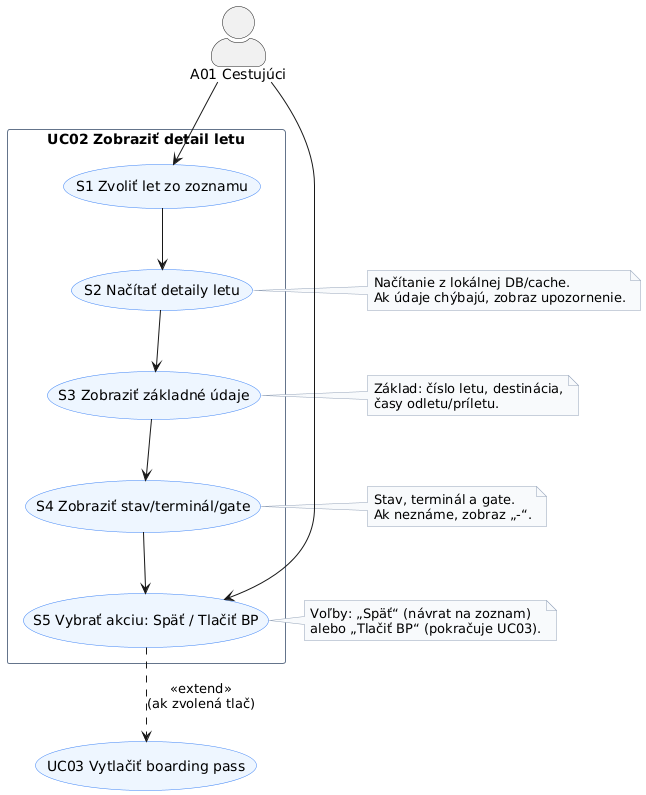 A01 Cestujúci
UC02 Zobraziť detail letu
S1 Zvoliť let zo zoznamu
S2 Načítať detaily letu
Načítanie z lokálnej DB/cache.
Ak údaje chýbajú, zobraz upozornenie.
S3 Zobraziť základné údaje
Základ: číslo letu, destinácia,
časy odletu/príletu.
S4 Zobraziť stav/terminál/gate
Stav, terminál a gate.
Ak neznáme, zobraz „-“.
S5 Vybrať akciu: Späť / Tlačiť BP
Voľby: „Späť“ (návrat na zoznam)
alebo „Tlačiť BP“ (pokračuje UC03).
«extend»
(ak zvolená tlač)
UC03 Vytlačiť boarding pass